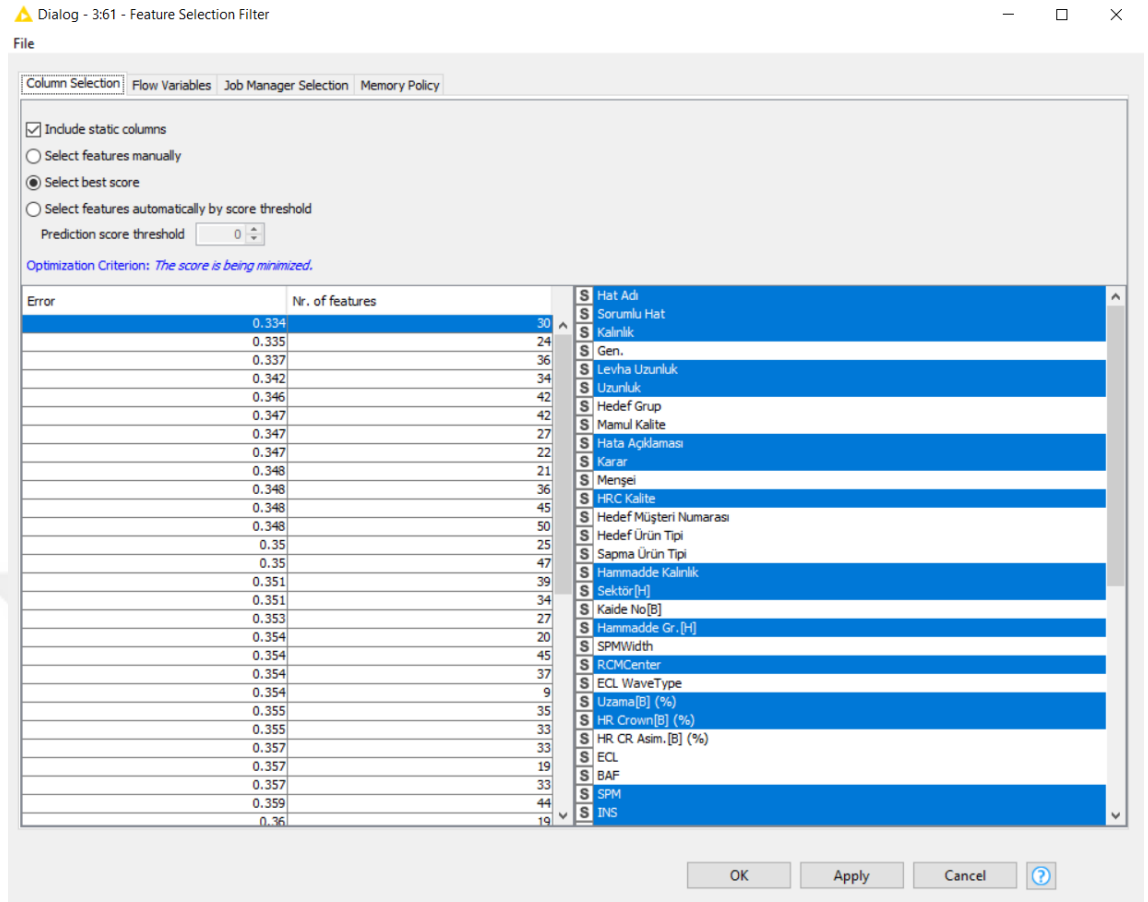 Dialog - 3:61 - Feature Selection Filter
File
Column Selection Flow Variables Job Manager Selection Memory Policy
Include static columns
Select features manually
Select best score
Select features automatically by score threshold
Prediction score threshold 0
Optimization Criterion: The score is being minimized.
Error Nr. of features
0.334 30
0.335 24
0.337 36
0.342 34
0.346 42
0.347 42
0.347 27
0.347 22
0.348 21
0.348 36
0.348 45
0.348 50
0.35 25
0.35 47
0.351 39
0.351 34
0.353 27
0.354 20
0.354 45
0.354 37
0.354 9
0.355 35
0.355 33
0.357 33
0.357 19
0.357 33
0.359 44
0.36 19
S Hat Adı
S Sorumlu Hat
S Kalınlık
S Gen.
S Levha Uzunluk
S Uzunluk
S Hedef Grup
S Mamul Kalite
S Hata Açıklaması
S Karar
S Menşei
S HRC Kalite
S Hedef Müşteri Numarası
S Hedef Ürün Tipi
S Sapma Ürün Tipi
S Hammadde Kalınlık
S Sektör[H]
S Kaide No[B]
S Hammadde Gr.[H]
S SPMWidth
S RCMCenter
S ECL WaveType
S Uzama[B] (%)
S HR Crown[B] (%)
S HR CR Asim.[B] (%)
S ECL
S BAF
S SPM
S INS
OK Apply Cancel ?